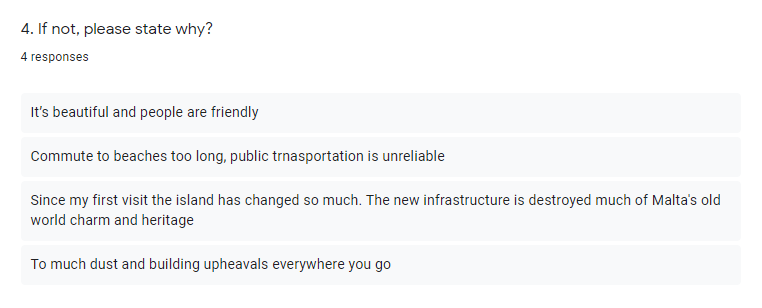 4. If not, please state why?
4 responses
It's beautiful and people are friendly
Commute to beaches too long, public trnasportation is unreliable
Since my first visit the island has changed so much. The new infrastructure is destroyed much of Malta's old
world charm and heritage
To much dust and building upheavals everywhere you go